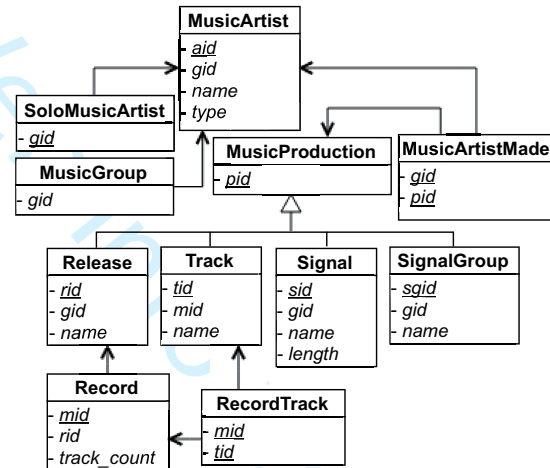 MusicArtist
- aid
- gid
- name
- type
SoloMusicArtist
- gid
MusicGroup
- gid
MusicProduction
- pid
MusicArtistMade
- gid
- pid
Release
- rid
- gid
- name
Track
- tid
- mid
- name
Signal
- sid
- gid
- name
- length
SignalGroup
- sgid
- gid
- name
Record
- mid
- rid
- track_count
RecordTrack
- mid
- tid